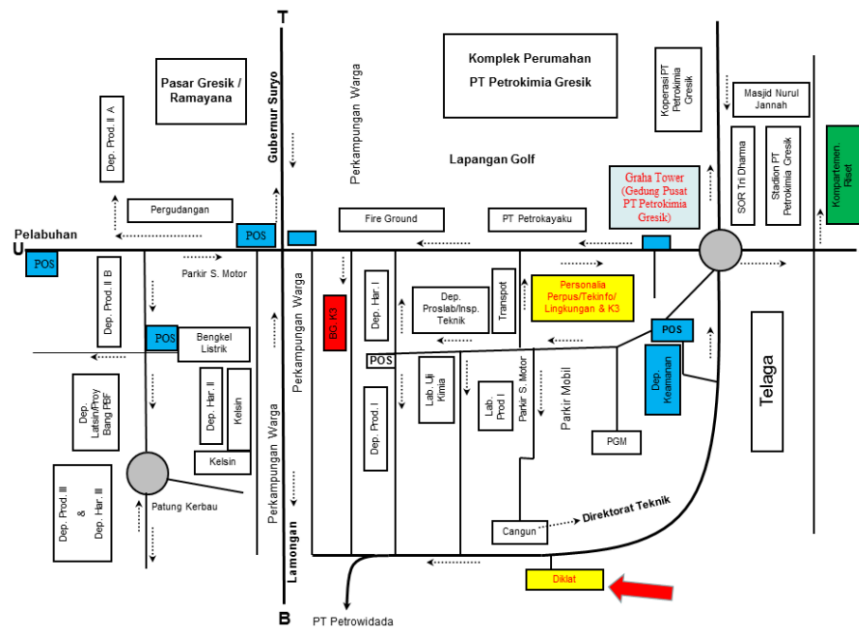 T
Pasar Gresik /
Ramayana
Gubernur Suryo
Perkampungan Warga
Komplek Perumahan
PT Petrokimia Gresik
Koperasi PT
Petrokimia
Gresik
Masjid Nurul
Jannah
SOR Tri Dharma
Stadion PT
Petrokimia Gresik
Kompartemen.
Riset
Dep. Prod. II A
Lapangan Golf
Graha Tower
(Gedung Pusat
PT Petrokimia
Gresik)
Pergudangan
Fire Ground
PT Petrokayaku
Pelabuhan
U
POS
POS
Parkir S. Motor
Dep. Prod. II B
Perkampungan Warga
BG. K3
Dep. Har. I
Dep.
Proslab/Insp.
Teknik
Transpot
Personalia
Perpus/Tekinfo/
Lingkungan & K3
POS
Bengkel
Listrik
POS
POS
Dep.
Keamanan
Dep.
Latsin/Proy
Bang PBF
Dep. Har. II
Kelsin
Kelsin
Perkampungan Warga
Dep. Prod. I
Lab. Uji
Kimia
Lab.
Prod I
Parkir S. Motor
Parkir Mobil
PGM
Telaga
Dep. Prod. III
&
Dep. Har. III
Patung Kerbau
Lamongan
Cangun
Direktorat Teknik
Diklat
B
PT Petrowidada